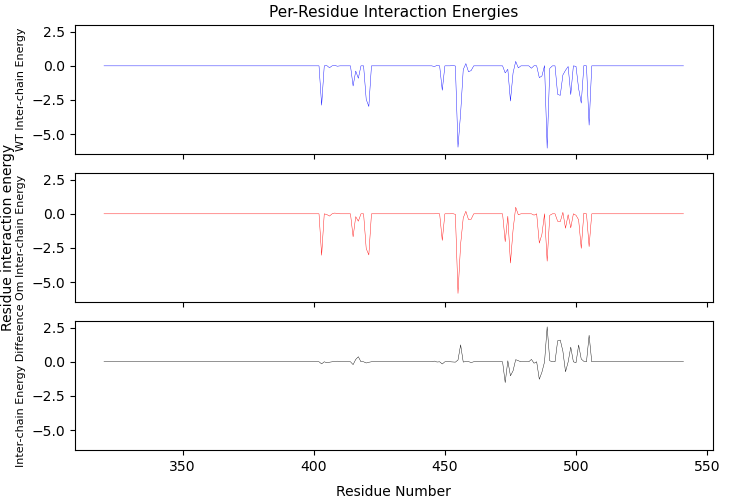 Per-Residue Interaction Energies
WT Inter-chain Energy
2.5
0.0
−2.5
−5.0
Residue interaction energy
Om Inter-chain Energy
2.5
0.0
−2.5
−5.0
Inter-chain Energy Difference
2.5
0.0
−2.5
−5.0
350
400
450
500
550
Residue Number